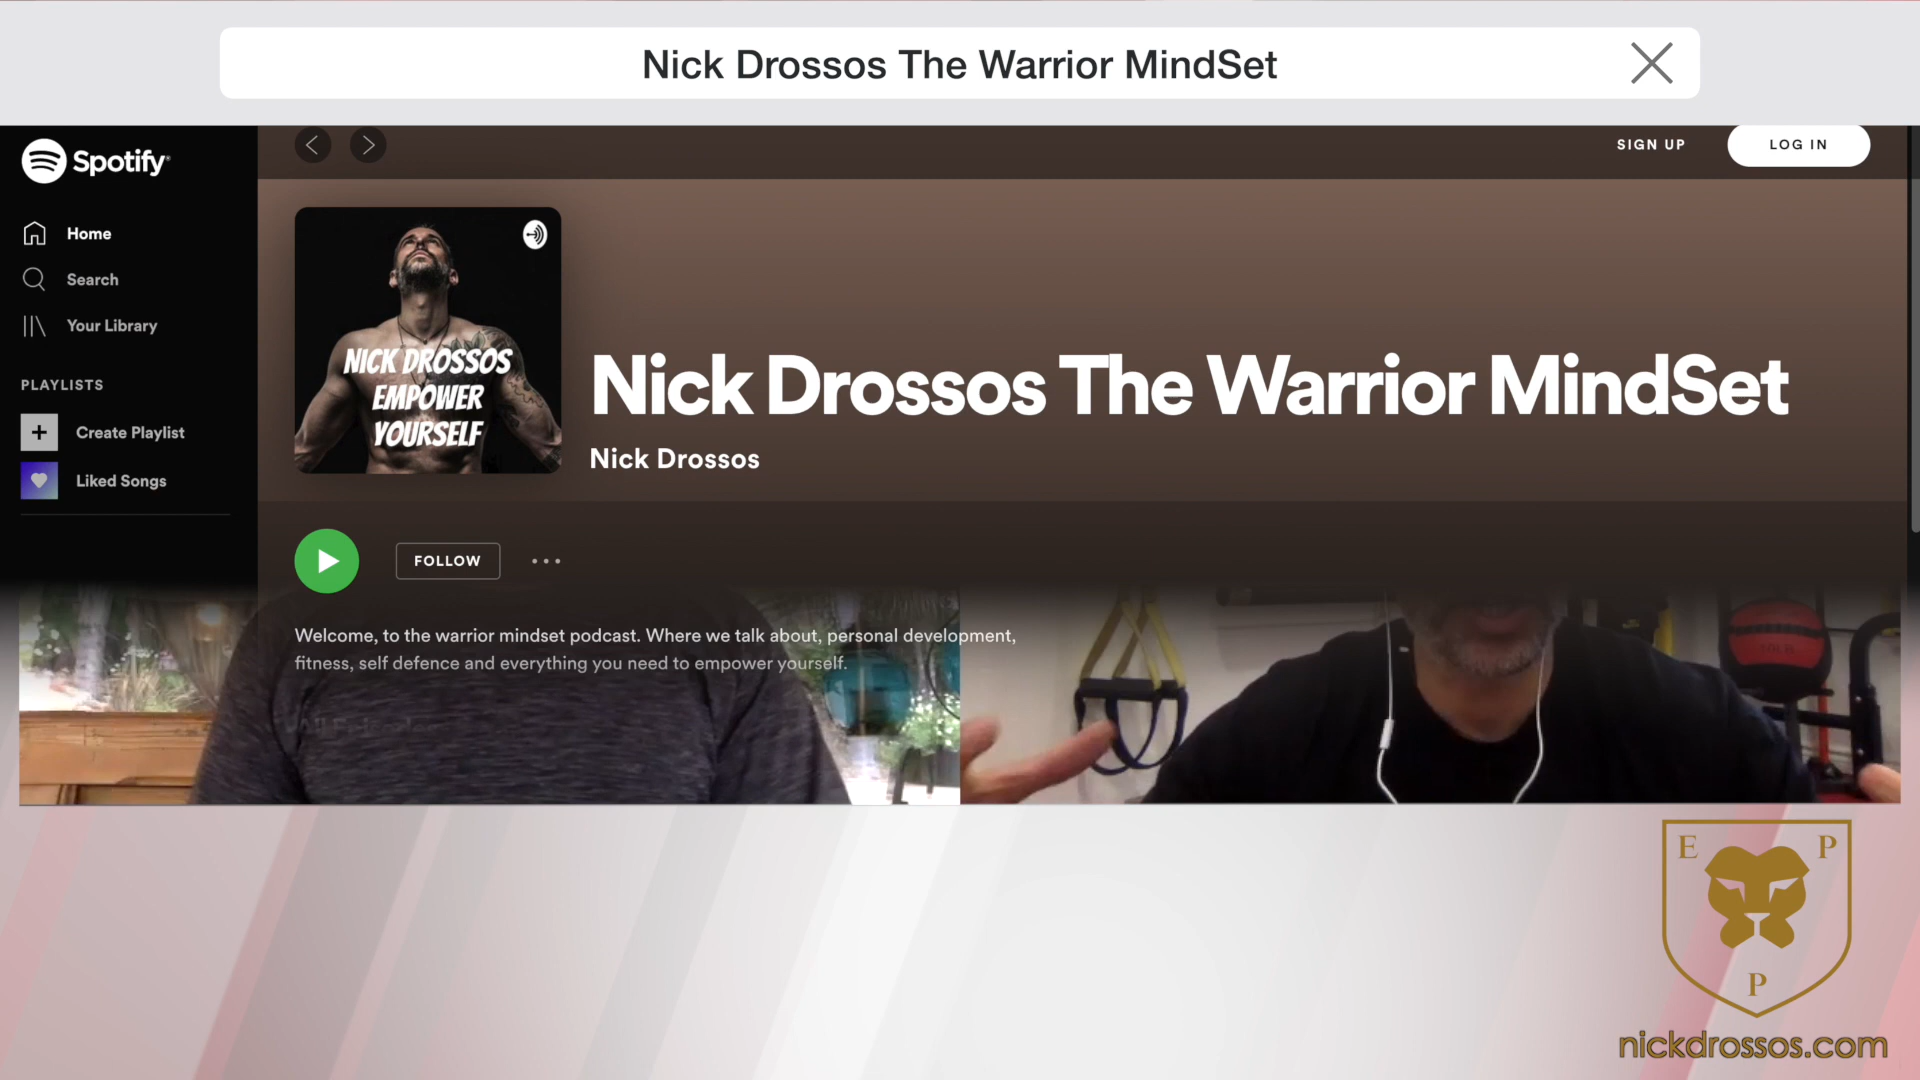 Nick Drossos The Warrior MindSet
Spotify
SIGN UP
LOG IN
Home
Search
Your Library
PLAYLISTS
Create Playlist
Liked Songs
NICK DROSSOS
EMPOWER
YOURSELF
Nick Drossos The Warrior MindSet
Nick Drossos
FOLLOW
Welcome, to the warrior mindset podcast. Where we talk about, personal development,
fitness, self defence and everything you need to empower yourself.
All Episodes
E P
P
nickdrossos.com